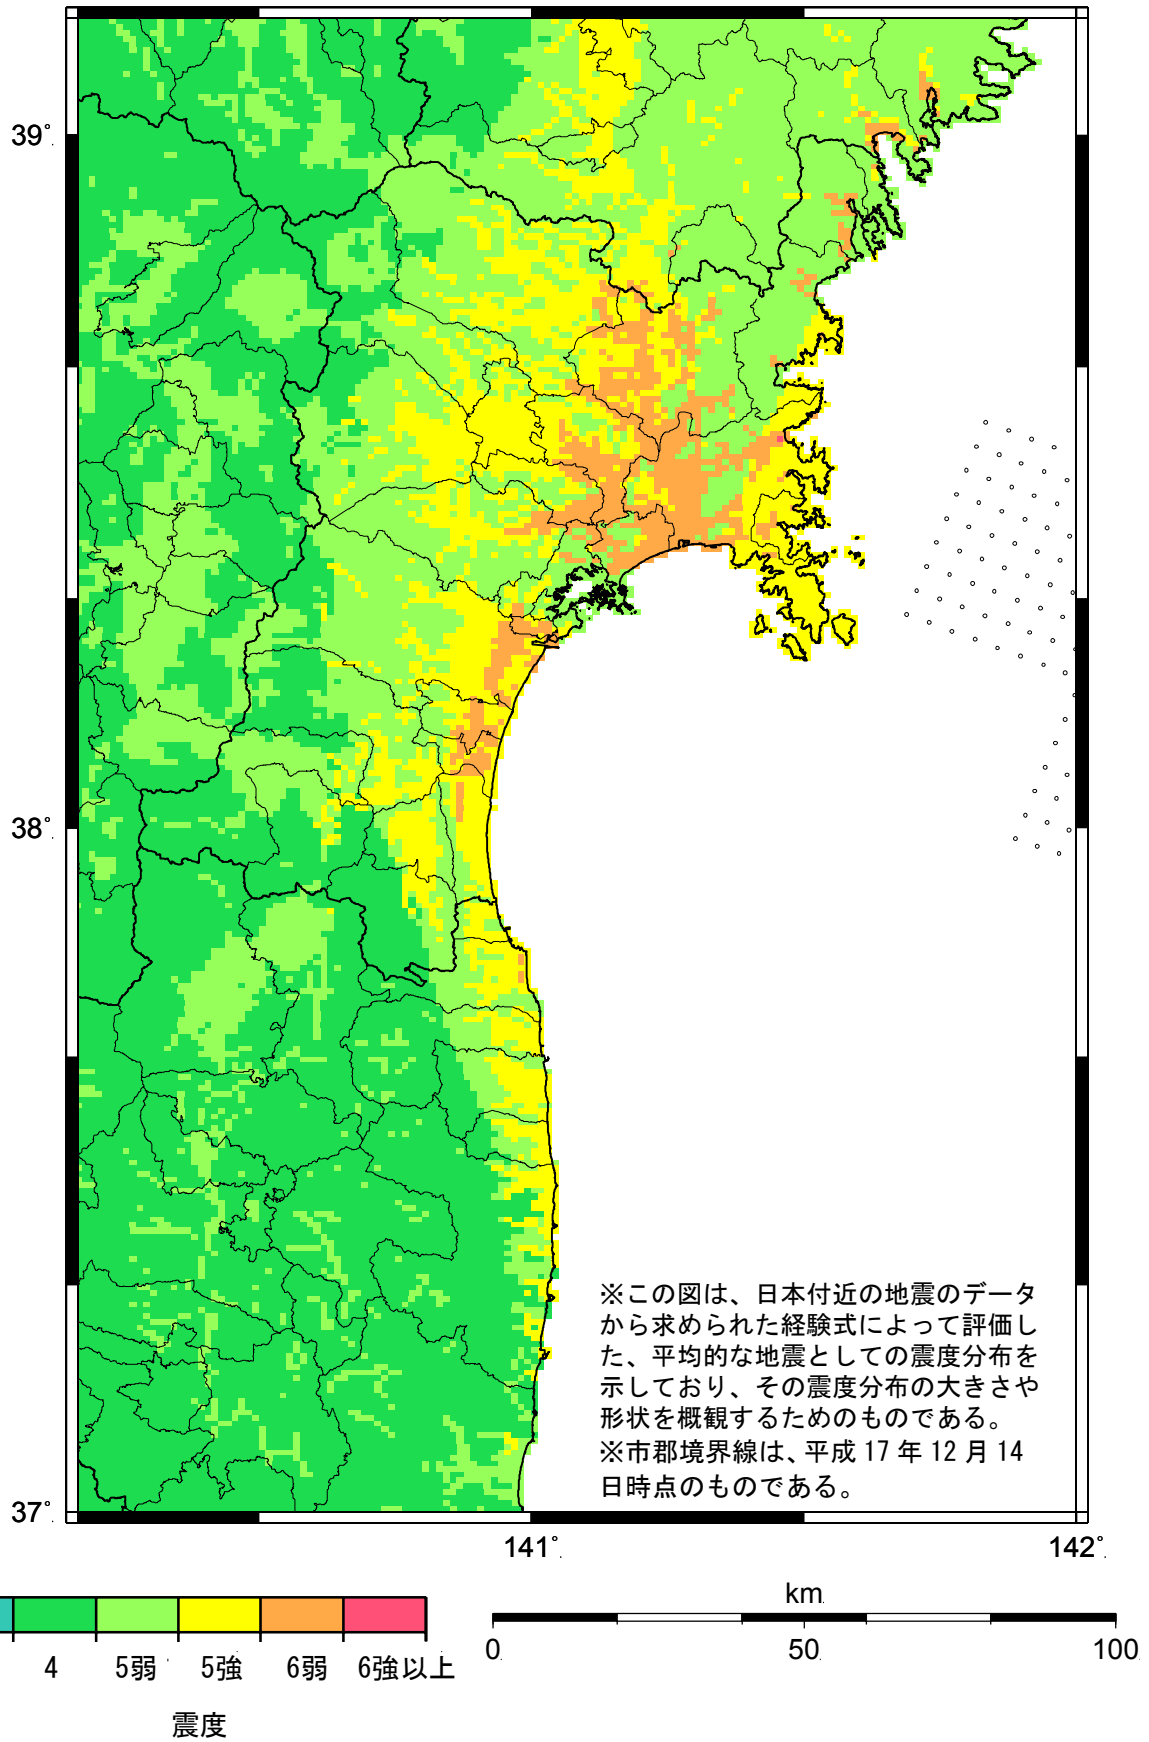 39°
38°
37°
※この図は、日本付近の地震のデータ
から求められた経験式によって評価し
た、平均的な地震としての震度分布を
示しており、その震度分布の大きさや
形状を概観するためのものである。
※市郡境界線は、平成 17 年 12 月 14
日時点のものである。
141°
142°
km
0
50
100
4
5弱
5強
6弱
6強以上
震度